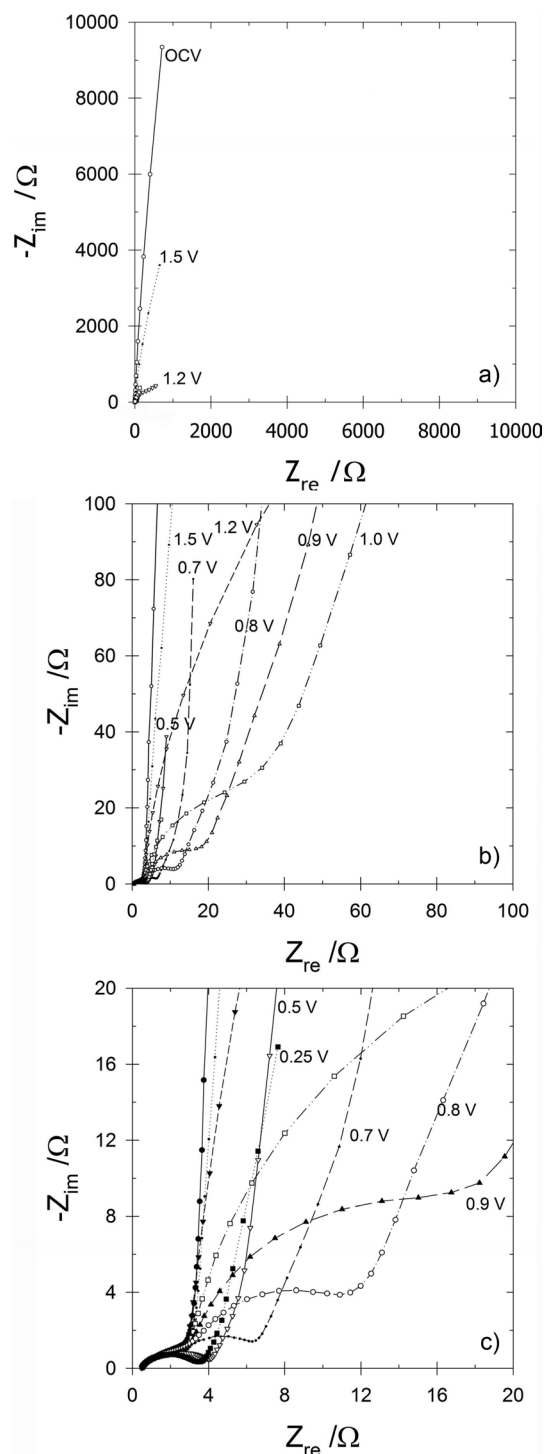 10000
8000
6000
4000
2000
0
-Z_im /Ω
OCV
1.5 V
1.2 V
a)
0 2000 4000 6000 8000 10000
Z_re /Ω
100
80
60
40
20
0
-Z_im /Ω
1.5 V
1.2 V
0.7 V
0.9 V
1.0 V
0.8 V
0.5 V
b)
0 20 40 60 80 100
Z_re /Ω
20
16
12
8
4
0
-Z_im /Ω
0.5 V
0.25 V
0.7 V
0.8 V
0.9 V
c)
0 4 8 12 16 20
Z_re /Ω